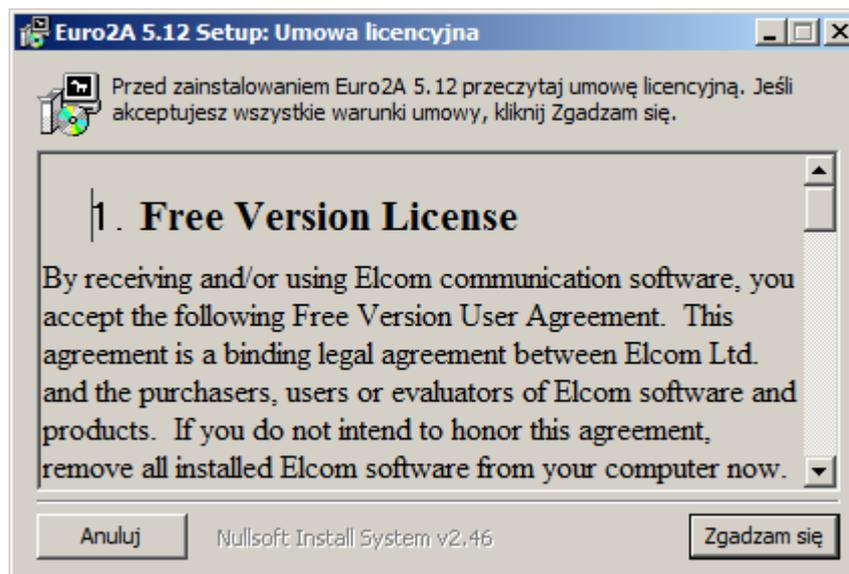 Euro2A 5.12 Setup: Umowa licencyjna
Przed zainstalowaniem Euro2A 5.12 przeczytaj umowę licencyjną. Jeśli
akceptujesz wszystkie warunki umowy, kliknij Zgadzam się.
1. Free Version License
By receiving and/or using Elcom communication software, you
accept the following Free Version User Agreement.  This
agreement is a binding legal agreement between Elcom Ltd.
and the purchasers, users or evaluators of Elcom software and
products.  If you do not intend to honor this agreement,
remove all installed Elcom software from your computer now.
Anuluj
Nullsoft Install System v2.46
Zgadzam się